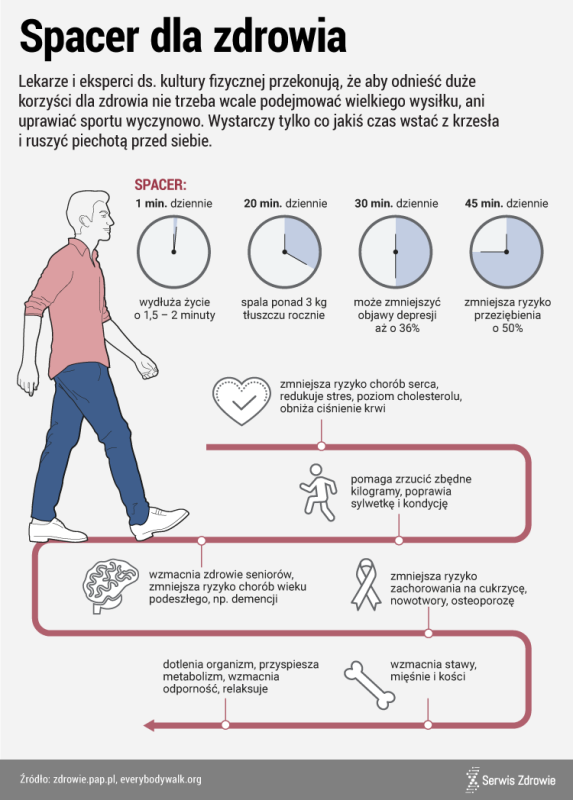 Spacer dla zdrowia
Lekarze i eksperci ds. kultury fizycznej przekonują, że aby odnieść duże
korzyści dla zdrowia nie trzeba wcale podejmować wielkiego wysiłku, ani
uprawiać sportu wyczynowo. Wystarczy tylko co jakiś czas wstać z krzesła
i ruszyć piechotą przed siebie.
SPACER:
1 min. dziennie
wydłuża życie
o 1,5 – 2 minuty
20 min. dziennie
spala ponad 3 kg
tłuszczu rocznie
30 min. dziennie
może zmniejszyć
objawy depresji
aż o 36%
45 min. dziennie
zmniejsza ryzyko
przeziębienia
o 50%
zmniejsza ryzyko chorób serca,
redukuje stres, poziom cholesterolu,
obniża ciśnienie krwi
pomaga zrzucić zbędne
kilogramy, poprawia
sylwetkę i kondycję
wzmacnia zdrowie seniorów,
zmniejsza ryzyko chorób wieku
podeszłego, np. demencji
zmniejsza ryzyko
zachorowania na cukrzycę,
nowotwory, osteoporozę
dotlenia organizm, przyspiesza
metabolizm, wzmacnia
odporność, relaksuje
wzmacnia stawy,
mięśnie i kości
Źródło: zdrowie.pap.pl, everybodywalk.org
Serwis Zdrowie